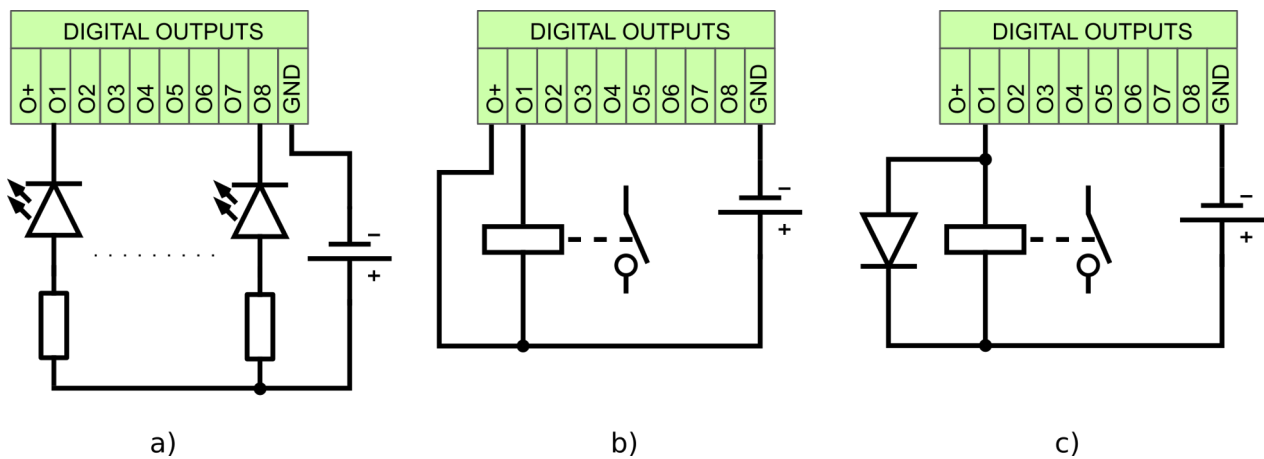 DIGITAL OUTPUTS
O+ O1 O2 O3 O4 O5 O6 O7 O8 GND
−
+
a)
DIGITAL OUTPUTS
O+ O1 O2 O3 O4 O5 O6 O7 O8 GND
−
+
b)
DIGITAL OUTPUTS
O+ O1 O2 O3 O4 O5 O6 O7 O8 GND
−
+
c)